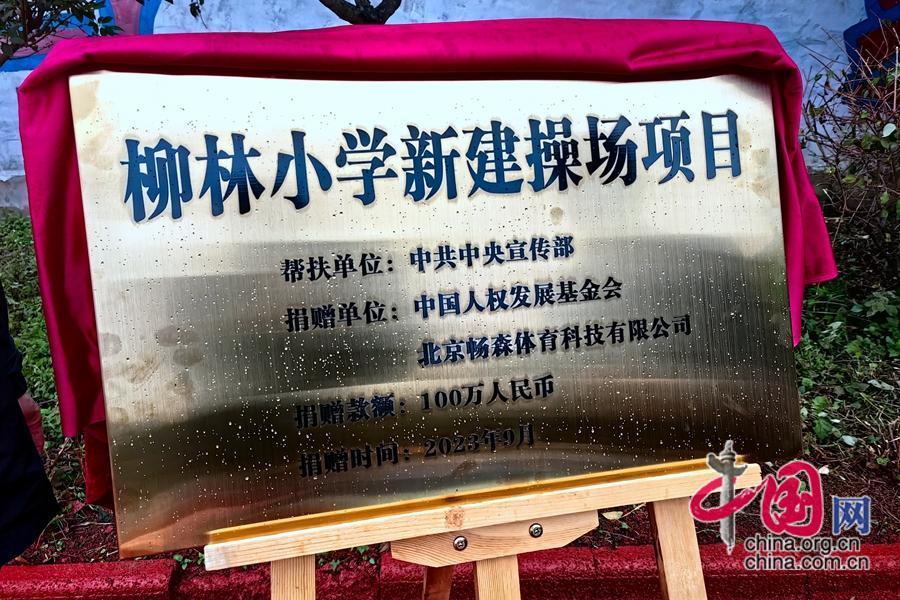 柳林小学新建操场项目
帮扶单位：中共中央宣传部
捐赠单位：中国人权发展基金会
北京畅森体育科技有限公司
捐赠款额：100万人民币
捐赠时间：2023年9月
中国网
china.org.cn
china.com.cn